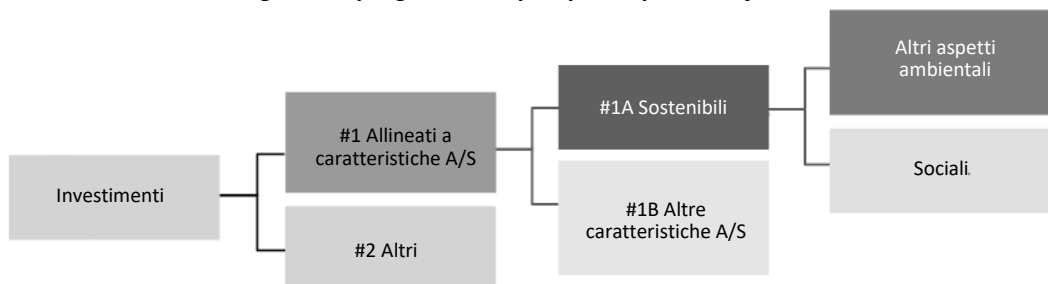 Altri aspetti
ambientali
#1A Sostenibili
#1 Allineati a
caratteristiche A/S
Sociali.
Investimenti
#1B Altre
caratteristiche A/S
#2 Altri